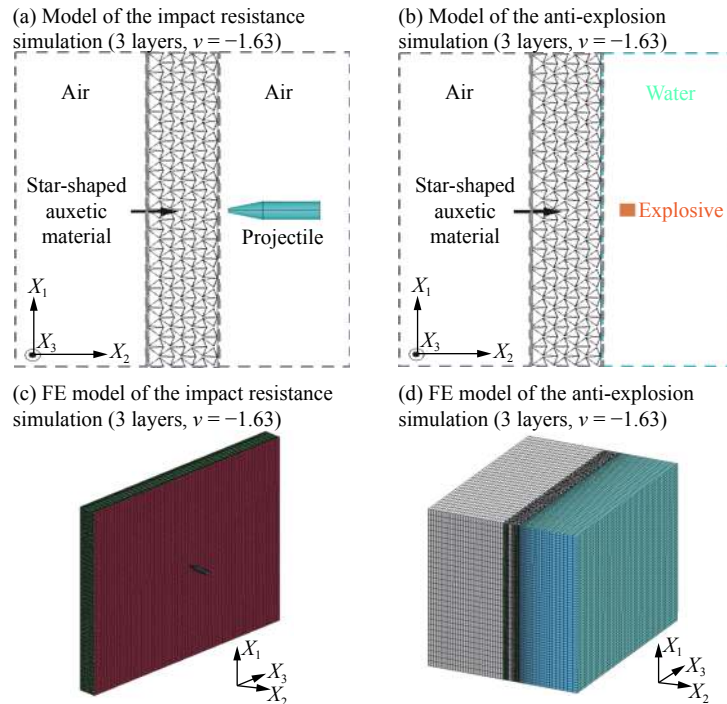 (a) Model of the impact resistance
simulation (3 layers, v = −1.63)
Air
Air
Star-shaped
auxetic
material
Projectile
X1
X3
X2
(b) Model of the anti-explosion
simulation (3 layers, v = −1.63)
Air
Water
Star-shaped
auxetic
material
Explosive
X1
X3
X2
(c) FE model of the impact resistance
simulation (3 layers, v = −1.63)
X1
X3
X2
(d) FE model of the anti-explosion
simulation (3 layers, v = −1.63)
X1
X3
X2